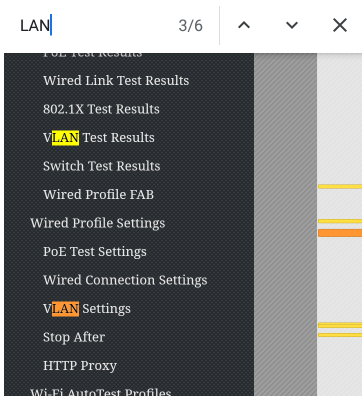 LAN 3/6
PoE Test Results
Wired Link Test Results
802.1X Test Results
VLAN Test Results
Switch Test Results
Wired Profile FAB
Wired Profile Settings
PoE Test Settings
Wired Connection Settings
VLAN Settings
Stop After
HTTP Proxy
Wi-Fi AutoTest Profiles